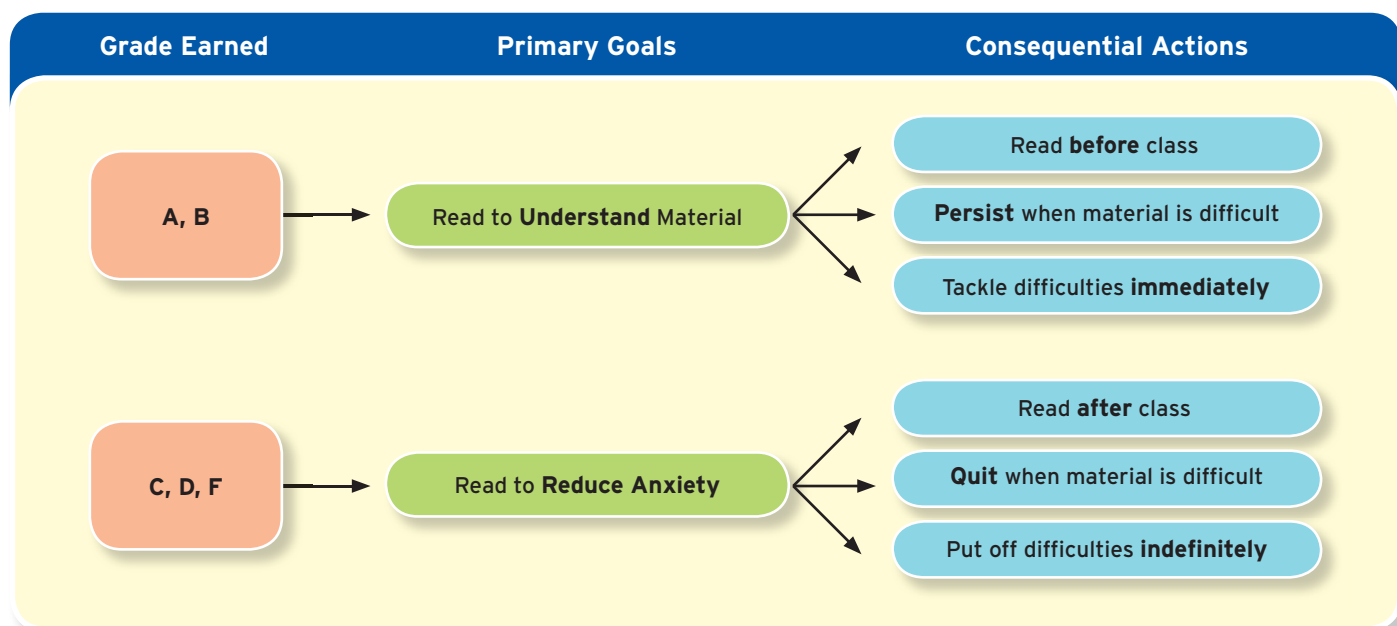 Grade Earned
Primary Goals
Consequential Actions
A, B
Read to Understand Material
Read before class
Persist when material is difficult
Tackle difficulties immediately
C, D, F
Read to Reduce Anxiety
Read after class
Quit when material is difficult
Put off difficulties indefinitely